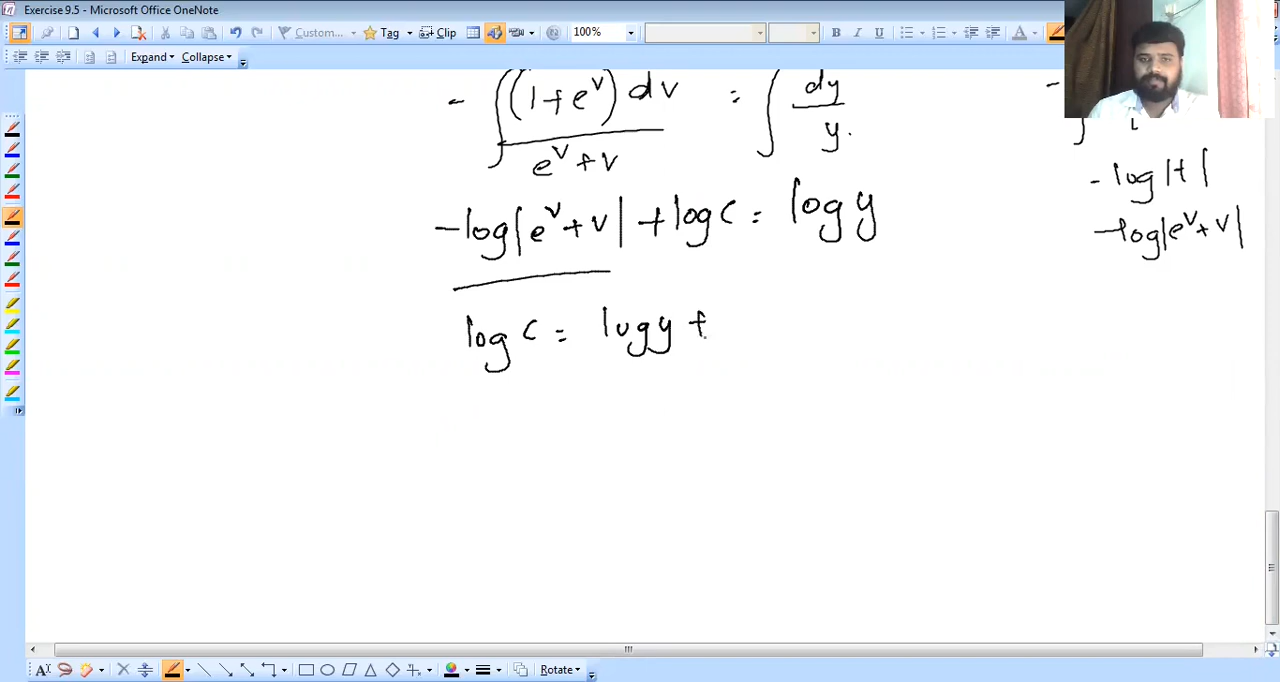 Exercise 9.5 - Microsoft Office OneNote
Custom... Tag Clip 100% B I U A
Expand Collapse
- ∫ (1+e^v) dv / e^v + v = ∫ dy / y.
- log |t|
- log |e^v + v| + log c = log y
- log |e^v + v|
log c = log y +
A Rotate